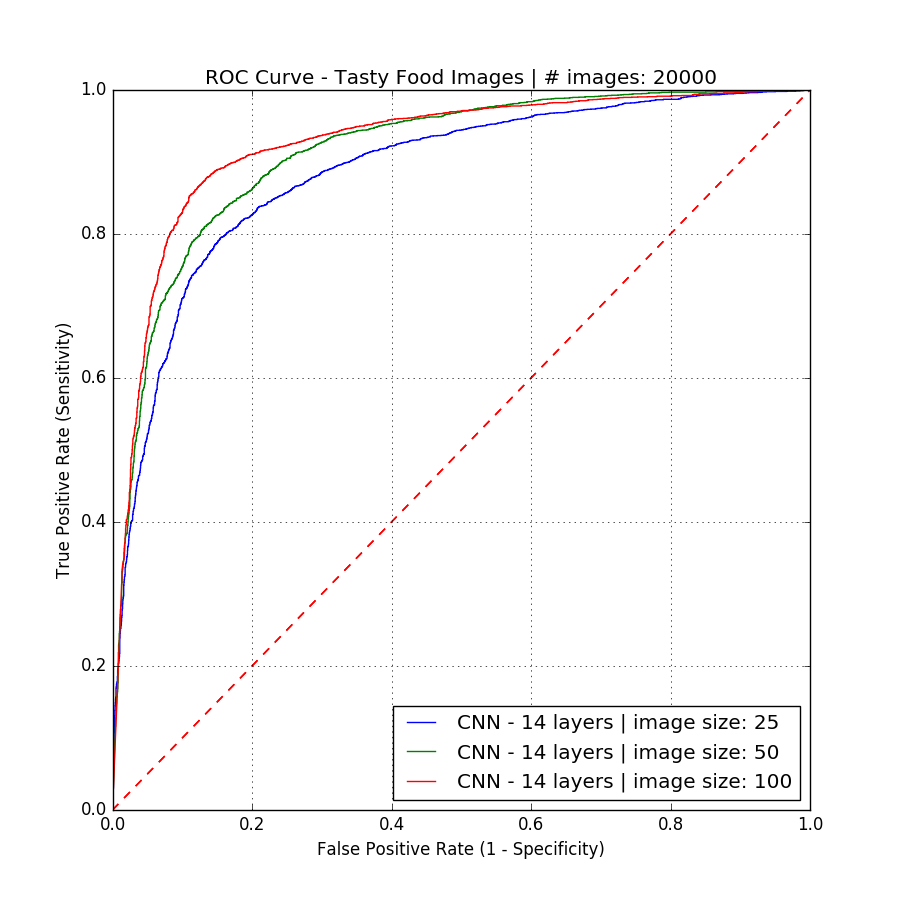 ROC Curve - Tasty Food Images | # images: 20000
1.0
0.8
0.6
0.4
0.2
0.0
True Positive Rate (Sensitivity)
CNN - 14 layers | image size: 25
CNN - 14 layers | image size: 50
CNN - 14 layers | image size: 100
0.0 0.2 0.4 0.6 0.8 1.0
False Positive Rate (1 - Specificity)